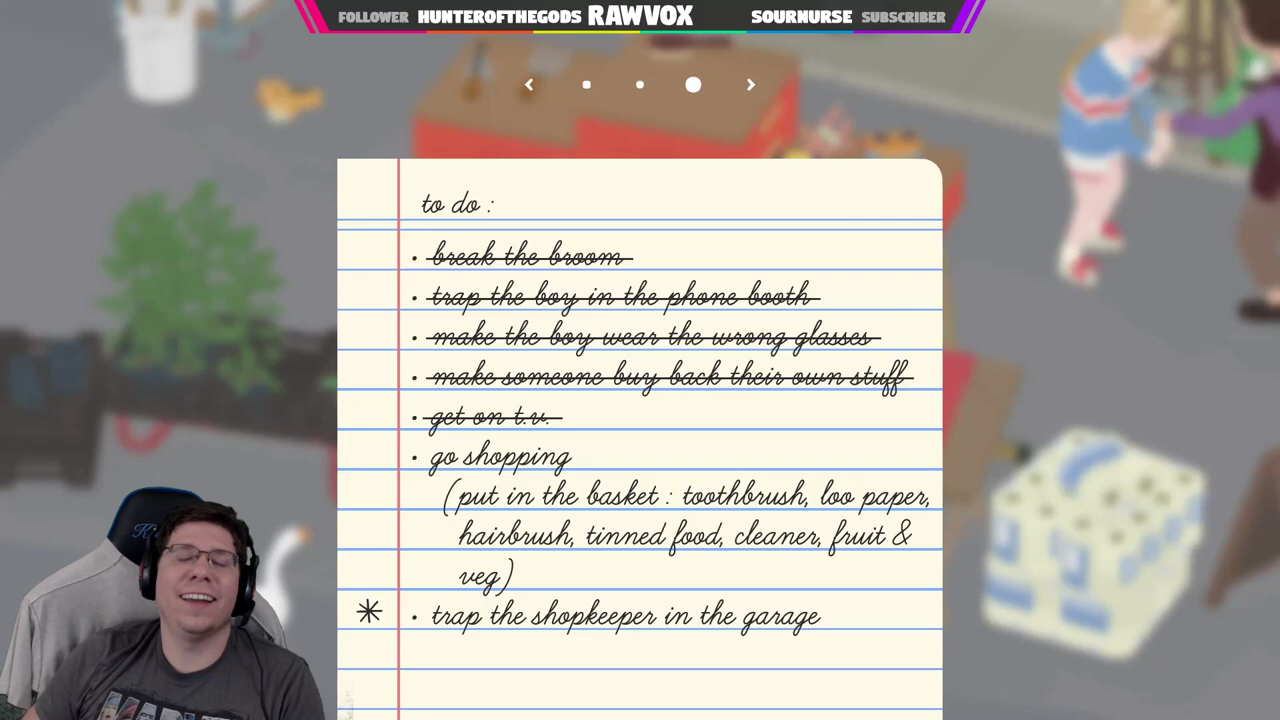 FOLLOWER HUNTEROFTHEGODS RAWVOX SOURNURSE SUBSCRIBER
to do :
• break the broom
• trap the boy in the phone booth
• make the boy wear the wrong glasses
• make someone buy back their own stuff
• get on t.v.
• go shopping
(put in the basket : toothbrush, loo paper,
hairbrush, tinned food, cleaner, fruit &
veg)
• trap the shopkeeper in the garage